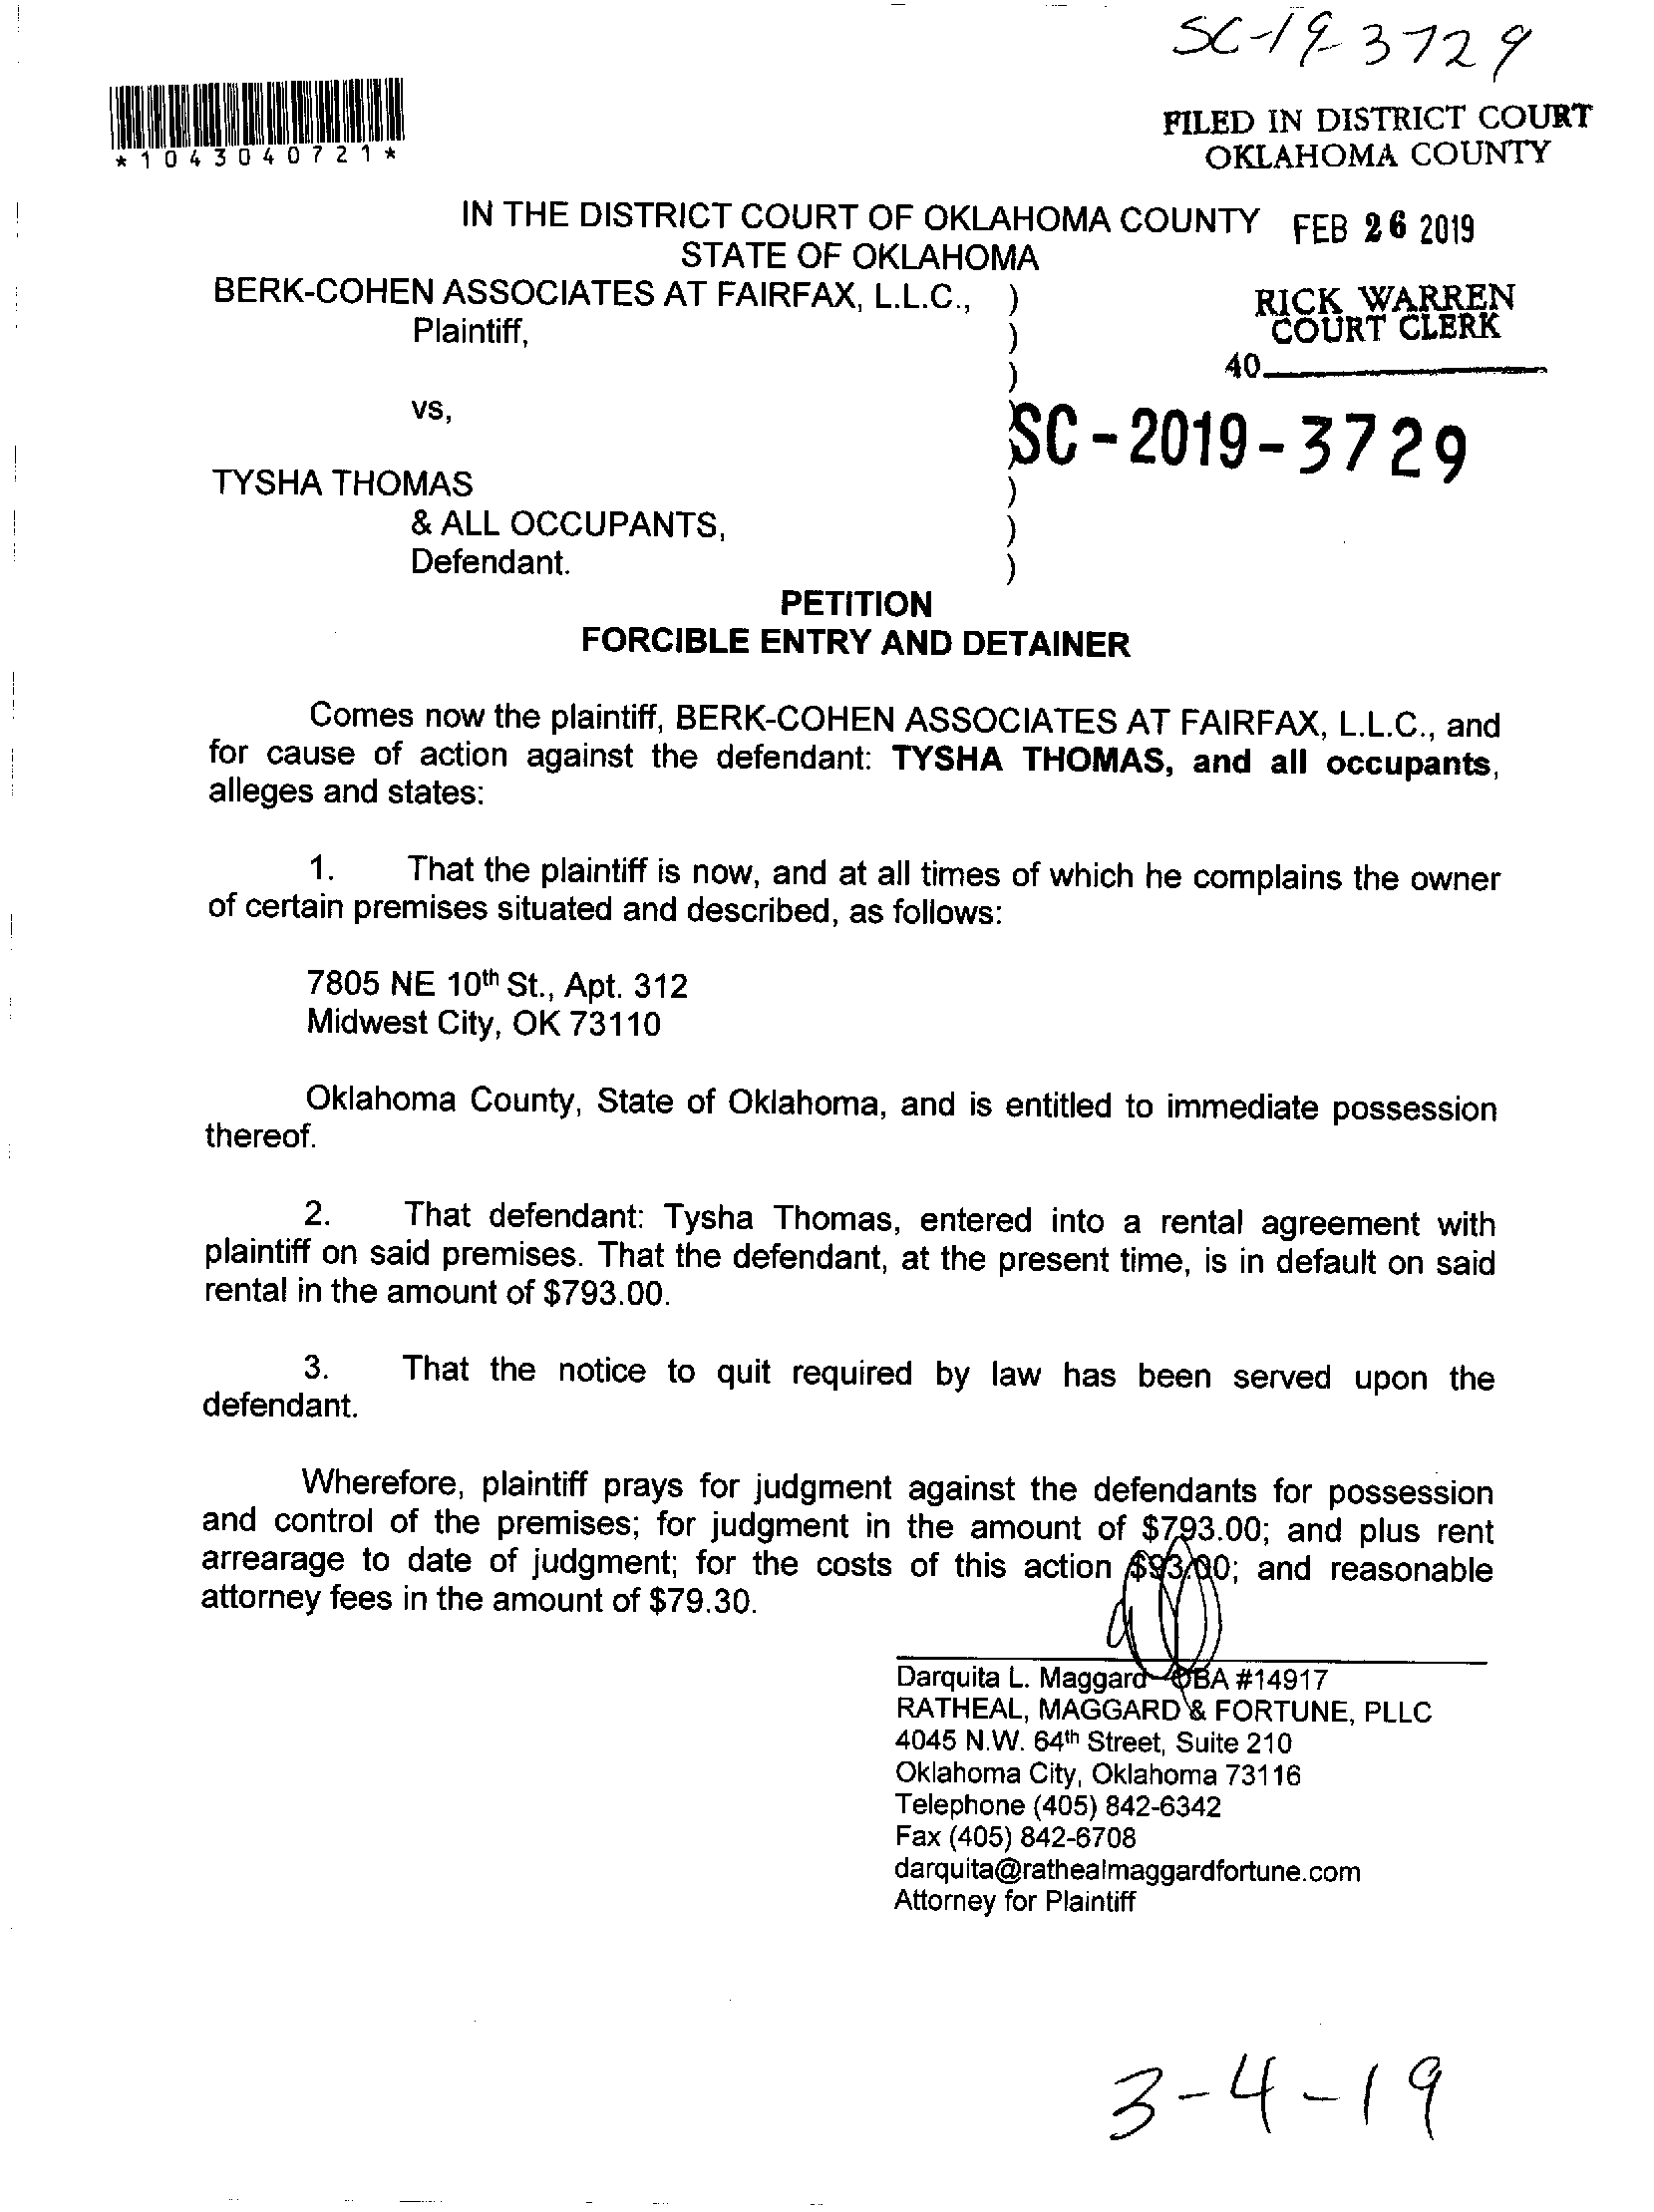 SC-19-3729
*1043040721*
FILED IN DISTRICT COURT
OKLAHOMA COUNTY
IN THE DISTRICT COURT OF OKLAHOMA COUNTY
FEB 26 2019
STATE OF OKLAHOMA
BERK-COHEN ASSOCIATES AT FAIRFAX, L.L.C., )
RICK WARREN
Plaintiff, )
COURT CLERK
)
40
vs, )
SC-2019-3729
TYSHA THOMAS )
& ALL OCCUPANTS, )
Defendant. )
PETITION
FORCIBLE ENTRY AND DETAINER
Comes now the plaintiff, BERK-COHEN ASSOCIATES AT FAIRFAX, L.L.C., and
for cause of action against the defendant: TYSHA THOMAS, and all occupants,
alleges and states:
1. That the plaintiff is now, and at all times of which he complains the owner
of certain premises situated and described, as follows:
7805 NE 10th St., Apt. 312
Midwest City, OK 73110
Oklahoma County, State of Oklahoma, and is entitled to immediate possession
thereof.
2. That defendant: Tysha Thomas, entered into a rental agreement with
plaintiff on said premises. That the defendant, at the present time, is in default on said
rental in the amount of $793.00.
3. That the notice to quit required by law has been served upon the
defendant.
Wherefore, plaintiff prays for judgment against the defendants for possession
and control of the premises; for judgment in the amount of $793.00; and plus rent
arrearage to date of judgment; for the costs of this action $93.00; and reasonable
attorney fees in the amount of $79.30.
Darquita L. Maggard OBA #14917
RATHEAL, MAGGARD & FORTUNE, PLLC
4045 N.W. 64th Street, Suite 210
Oklahoma City, Oklahoma 73116
Telephone (405) 842-6342
Fax (405) 842-6708
darquita@rathealmaggardfortune.com
Attorney for Plaintiff
3-4-19